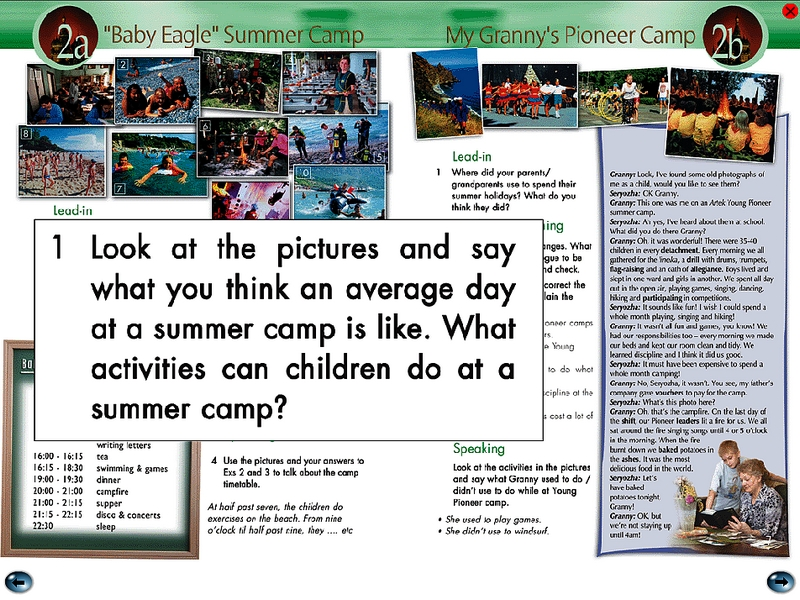 2a "Baby Eagle" Summer Camp
My Granny's Pioneer Camp 2b
2
8
6
7
5
Lead-in
1 Look at the pictures and say
what you think an average day
at a summer camp is like. What
activities can children do at a
summer camp?
Ba
writing letters
16:00 - 16:15 tea
16:15 - 18:30 swimming & games
19:00 - 19:30 dinner
20:00 - 21:00 campfire
21:00 - 21:15 supper
21:15 - 22:15 disco & concerts
22:30 sleep
4 Use the pictures and your answers to
Exs 2 and 3 to talk about the camp
timetable.
At half past seven, the children do
exercises on the beach. From nine
o'clock til half past nine, they .... etc
Lead-in
1 Where did your parents/
grandparents use to spend their
summer holidays? What do you
think they did?
ning
anges. What
gue to be
nd check.
correct the
plain the
oneer camps
rs.
e Young
to do what
cipline at the
s cost a lot of
Speaking
Look at the activities in the pictures
and say what Granny used to do /
didn't use to do while at Young
Pioneer camp.
• She used to play games.
• She didn't use to windsurf.
Granny: Look, I've found some old photographs of
me as a child, would you like to see them?
Seryozha: OK Granny.
Granny: This one was me on an Artek Young Pioneer
summer camp.
Seryozha: Ah yes, I've heard about them at school.
What did you do there Granny?
Granny: Oh, it was wonderful! There were 35-40
children in every detachment. Every morning we all
gathered for the lineika, a drill with drums, trumpets,
flag-raising and an oath of allegiance. Boys lived and
slept in one ward and girls in another. We spent all day
out in the open air, playing games, singing, dancing,
hiking and participating in competitions.
Seryozha: It sounds like fun! I wish I could spend a
whole month playing, singing and hiking!
Granny: It wasn't all fun and games, you know! We
had our responsibilities too – every morning we made
our beds and kept our room clean and tidy. We
learned discipline and I think it did us good.
Seryozha: It must have been expensive to spend a
whole month camping!
Granny: No, Seryozha, it wasn't. You see, my father's
company gave vouchers to pay for the camp.
Seryozha: What's this photo here?
Granny: Oh, that's the campfire. On the last day of
the shift, our Pioneer leaders lit a fire for us. We all
sat around the fire singing songs until 4 or 5 o'clock
in the morning. When the fire
burnt down we baked potatoes in
the ashes. It was the most
delicious food in the world.
Seryozha: Let's
have baked
potatoes tonight,
Granny!
Granny: OK, but
we're not staying up
until 4am!